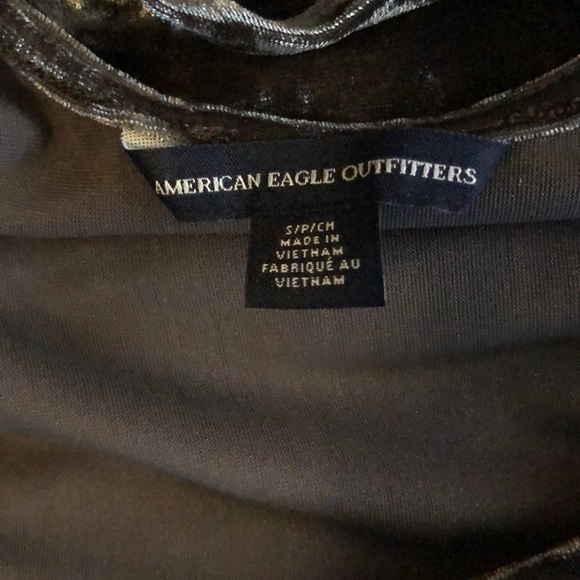 AMERICAN EAGLE OUTFITTERS
S/P/CH
MADE IN
VIETNAM
FABRIQUÉ AU
VIETNAM